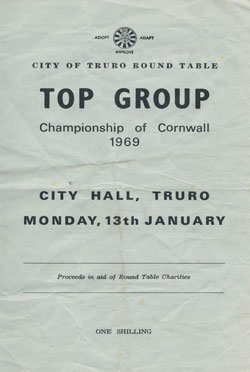 ADOPT ADAPT
IMPROVE
CITY OF TRURO ROUND TABLE
TOP GROUP
Championship of Cornwall
1969
CITY HALL, TRURO
MONDAY, 13th JANUARY
Proceeds in aid of Round Table Charities
ONE SHILLING